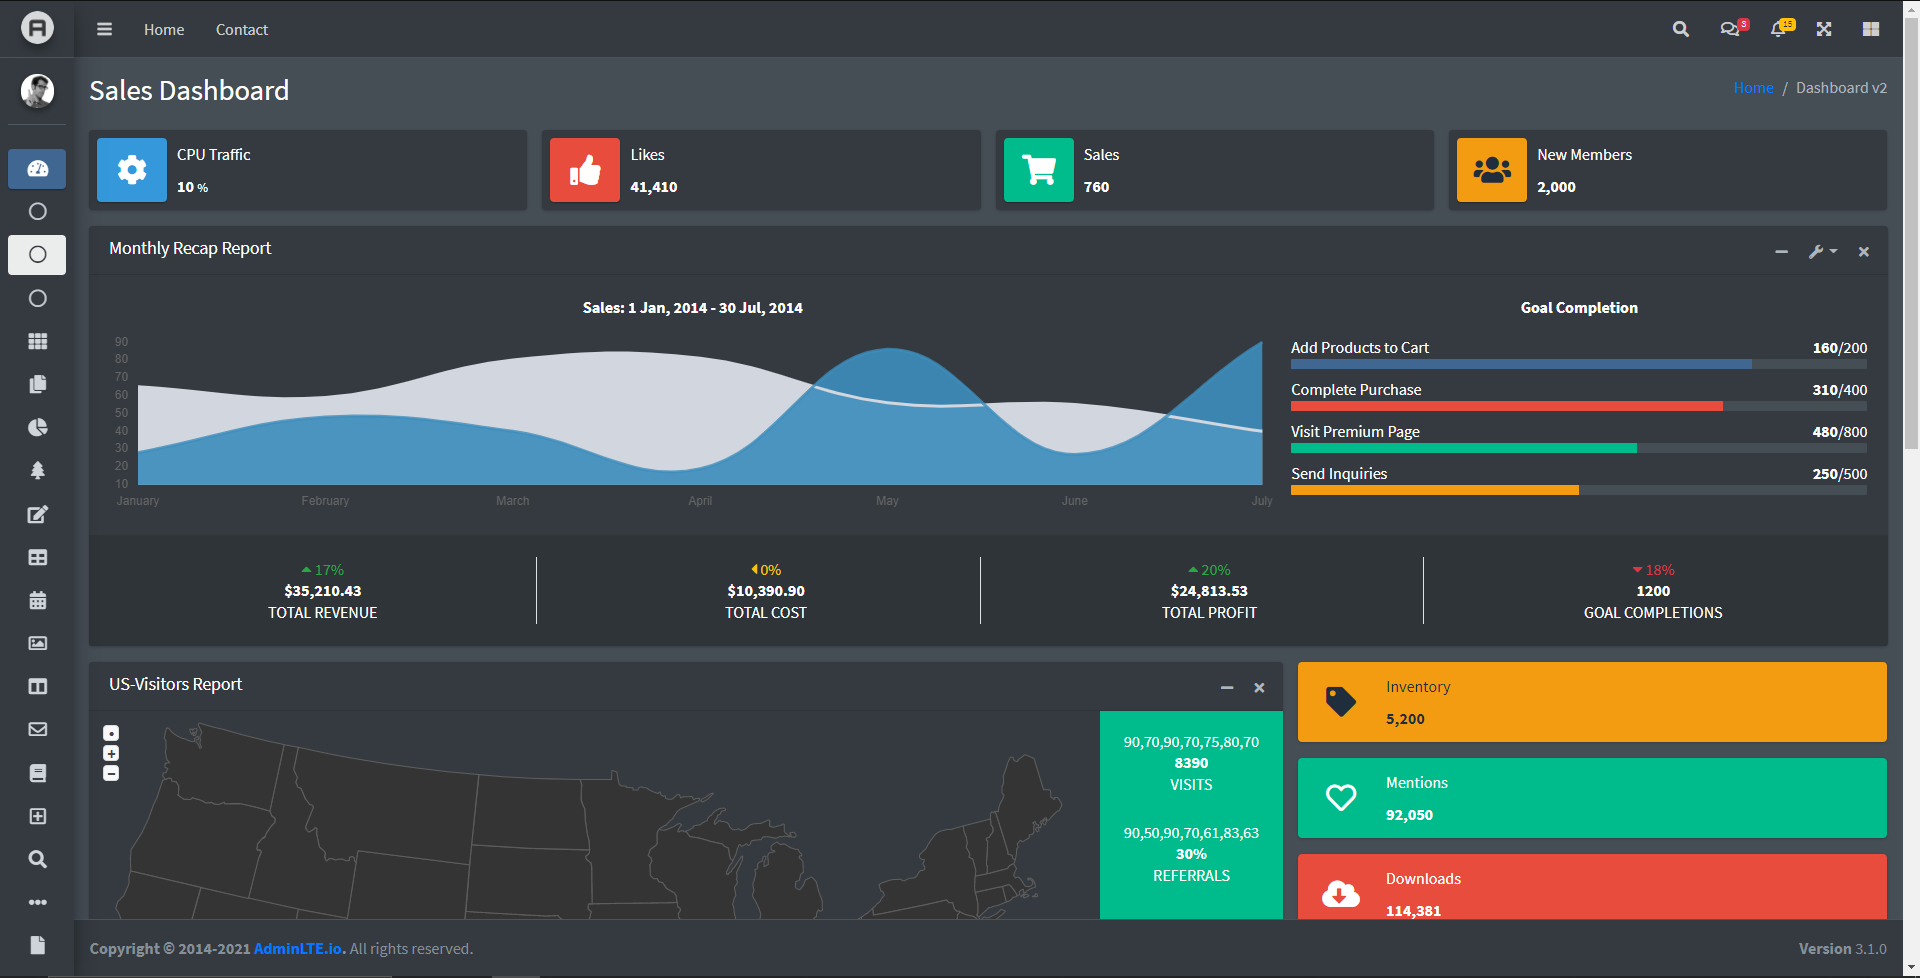 Home
Contact
3
15
Sales Dashboard
Home / Dashboard v2
CPU Traffic
10 %
Likes
41,410
Sales
760
New Members
2,000
Monthly Recap Report
Sales: 1 Jan, 2014 - 30 Jul, 2014
90
80
70
60
50
40
30
20
10
January
February
March
April
May
June
July
Goal Completion
Add Products to Cart
160/200
Complete Purchase
310/400
Visit Premium Page
480/800
Send Inquiries
250/500
17%
$35,210.43
TOTAL REVENUE
0%
$10,390.90
TOTAL COST
20%
$24,813.53
TOTAL PROFIT
18%
1200
GOAL COMPLETIONS
US-Visitors Report
90,70,90,70,75,80,70
8390
VISITS
90,50,90,70,61,83,63
30%
REFERRALS
Inventory
5,200
Mentions
92,050
Downloads
114,381
Copyright © 2014-2021 AdminLTE.io. All rights reserved.
Version 3.1.0